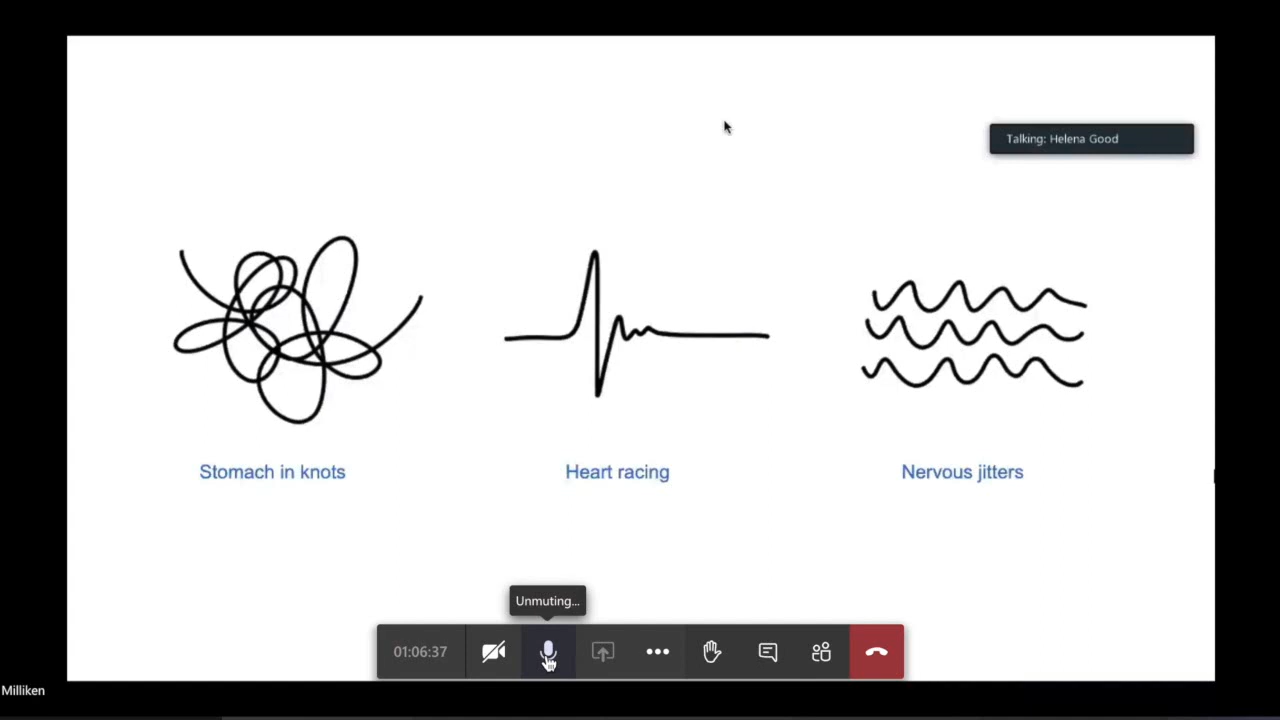 Talking: Helena Good
Stomach in knots
Heart racing
Nervous jitters
Unmuting...
01:06:37
Milliken